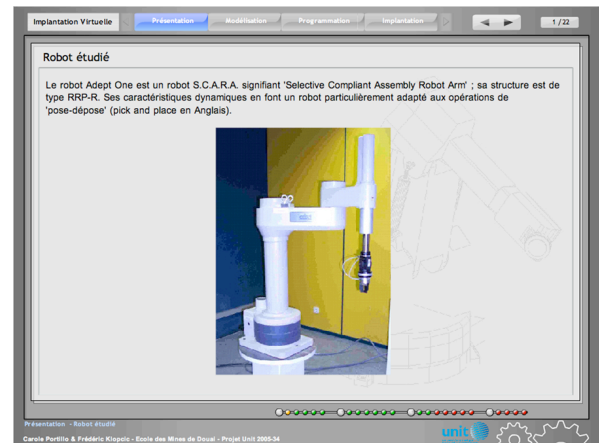 Implantation Virtuelle
Présentation
Modélisation
Programmation
Implantation
1 / 22
Robot étudié
Le robot Adept One est un robot S.C.A.R.A. signifiant 'Selective Compliant Assembly Robot Arm' ; sa structure est de
type RRP-R. Ses caractéristiques dynamiques en font un robot particulièrement adapté aux opérations de
'pose-dépose' (pick and place en Anglais).
Présentation - Robot étudié
Carole Portillo & Frédéric Klopcic - Ecole des Mines de Douai - Projet Unit 2005-34
unit